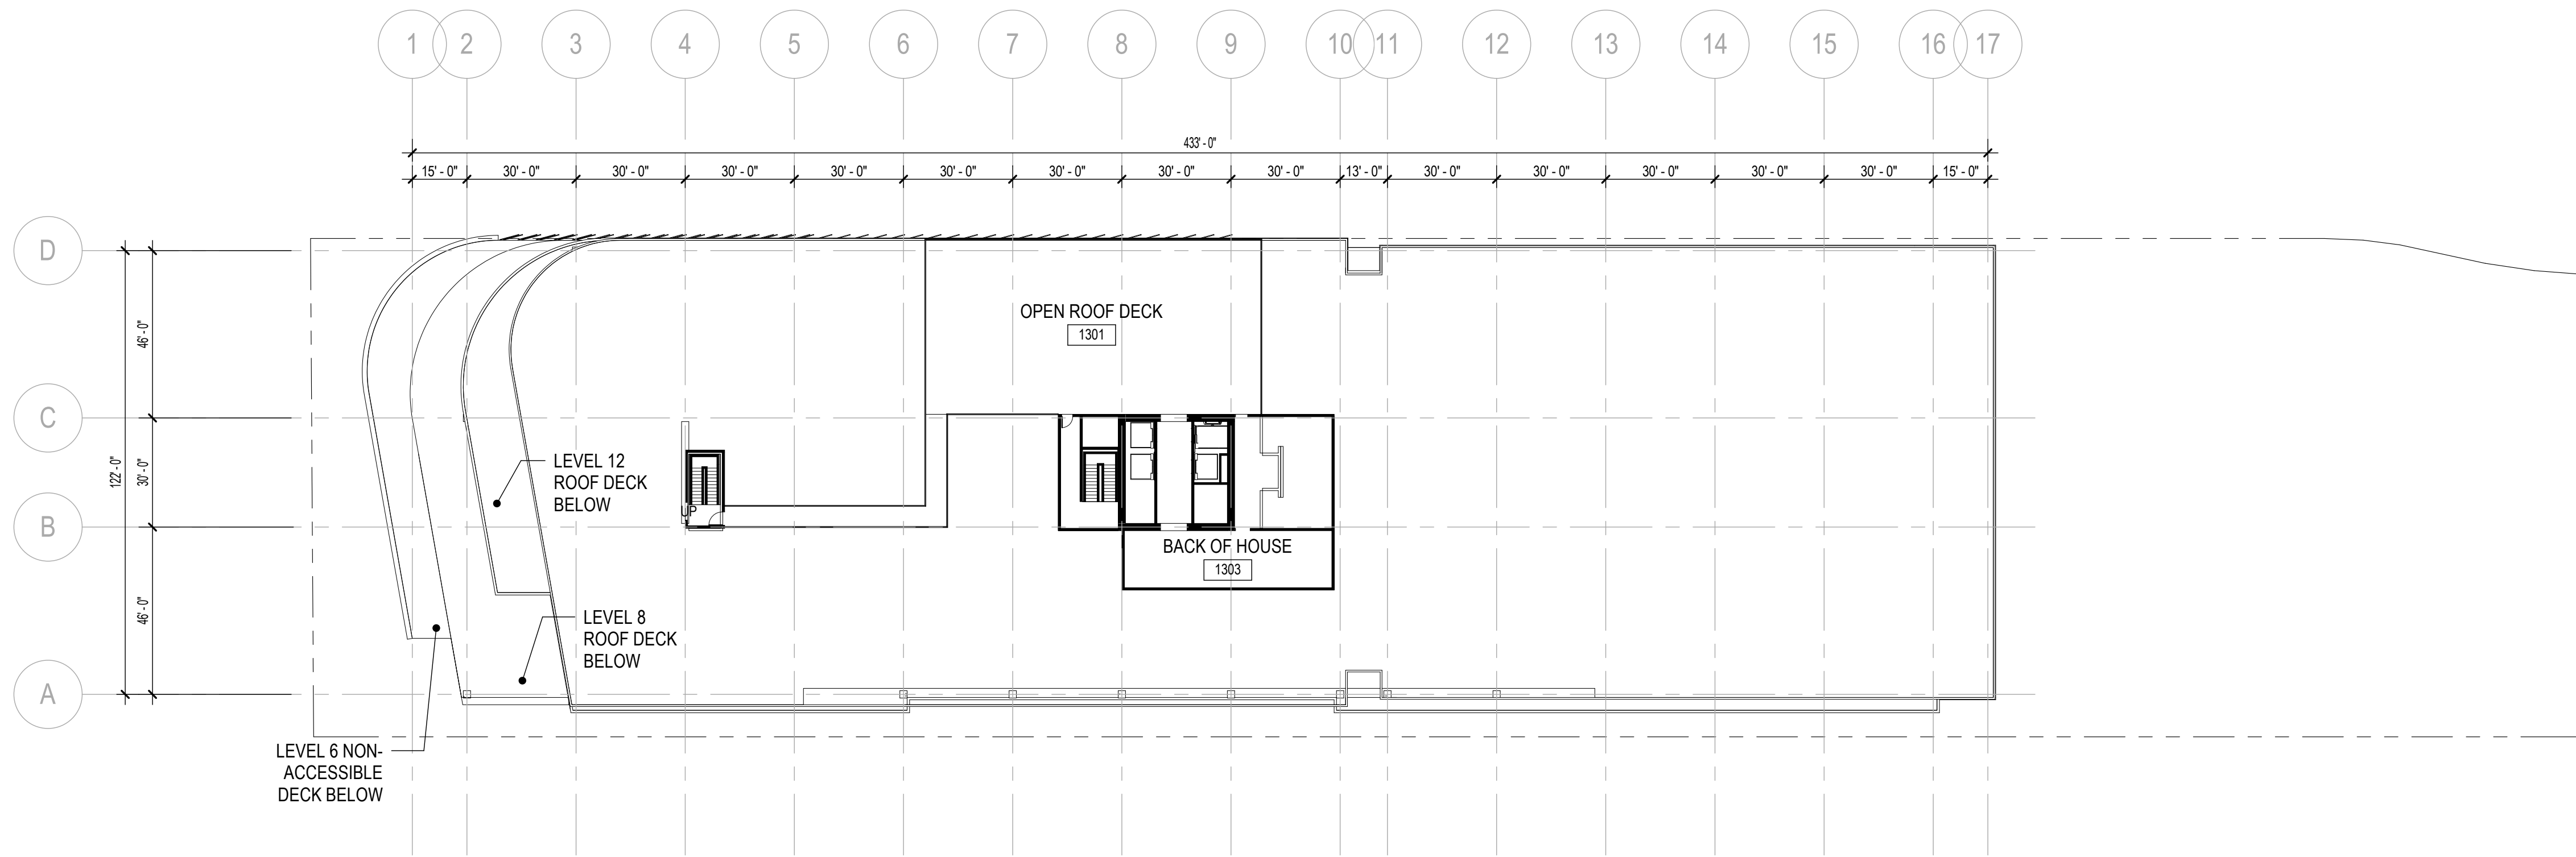 1 2 3 4 5 6 7 8 9 10 11 12 13 14 15 16 17
433' - 0"
15' - 0" 30' - 0" 30' - 0" 30' - 0" 30' - 0" 30' - 0" 30' - 0" 30' - 0" 30' - 0" 13' - 0" 30' - 0" 30' - 0" 30' - 0" 30' - 0" 30' - 0" 15' - 0"
D
46' - 0"
OPEN ROOF DECK
1301
C
122' - 0"
30' - 0"
LEVEL 12
ROOF DECK
BELOW
UP
B
BACK OF HOUSE
1303
46' - 0"
LEVEL 8
ROOF DECK
BELOW
A
LEVEL 6 NON-
ACCESSIBLE
DECK BELOW